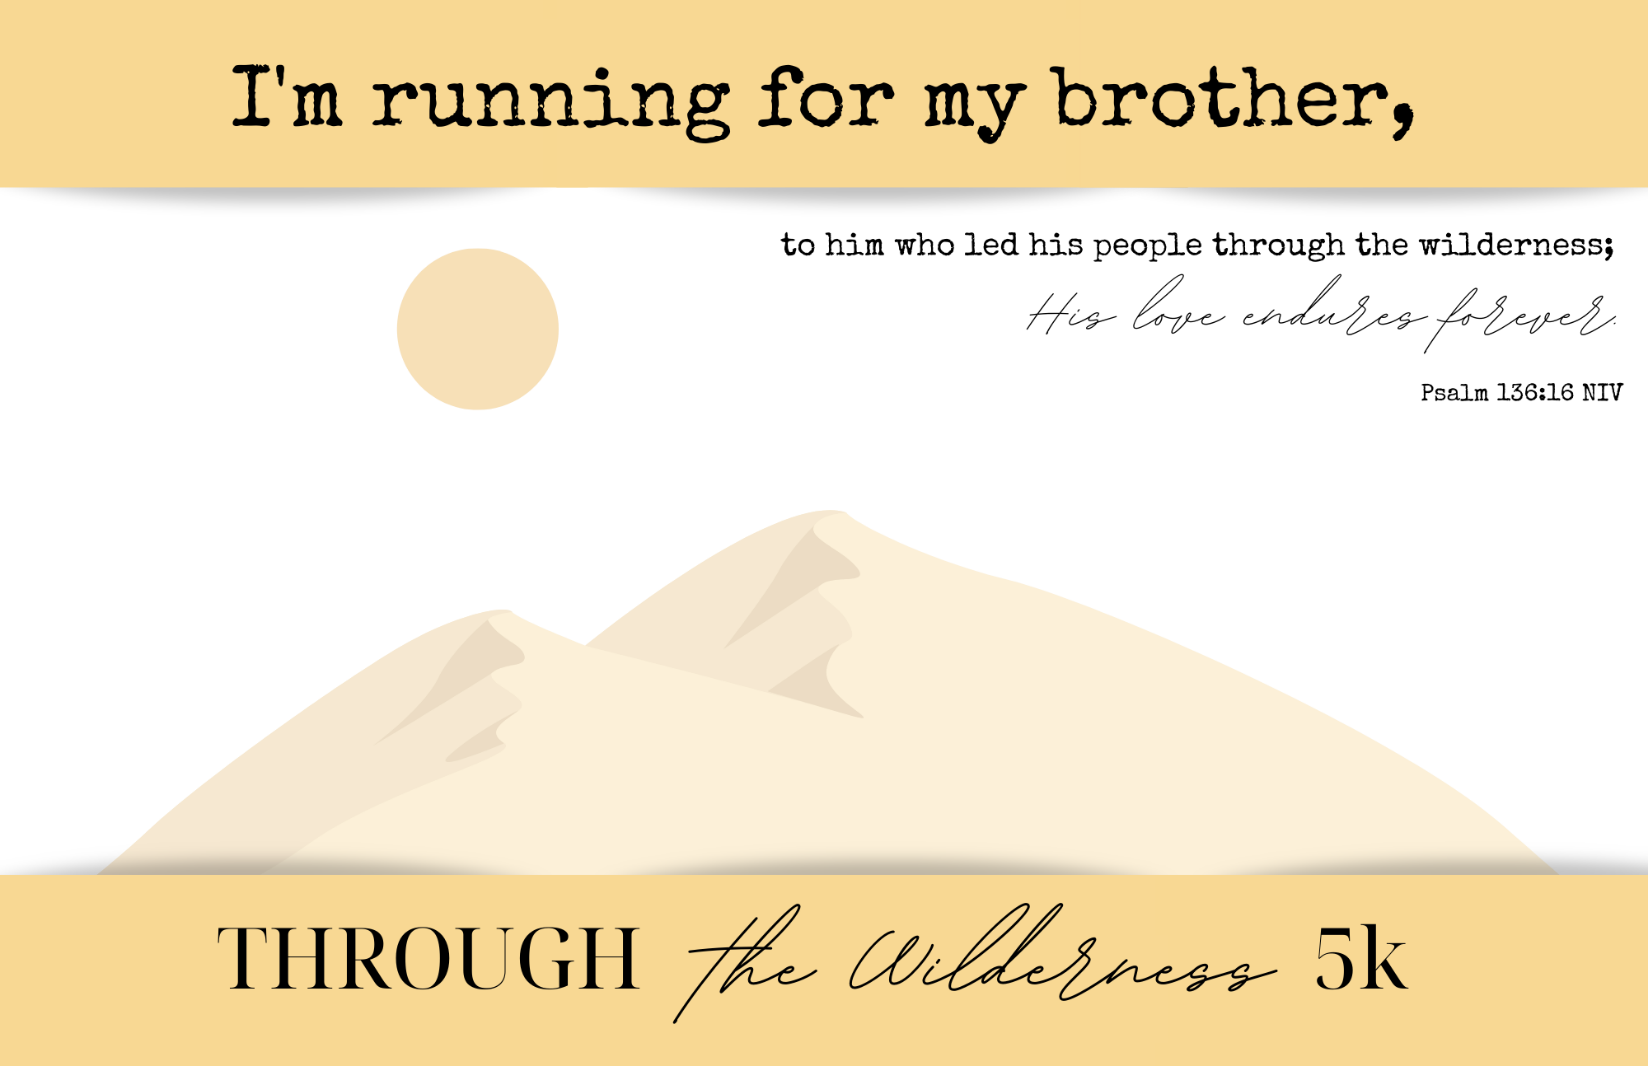 I'm running for my brother,
to him who led his people through the wilderness;
His love endures forever.
Psalm 136:16 NIV
THROUGH the Wilderness 5k